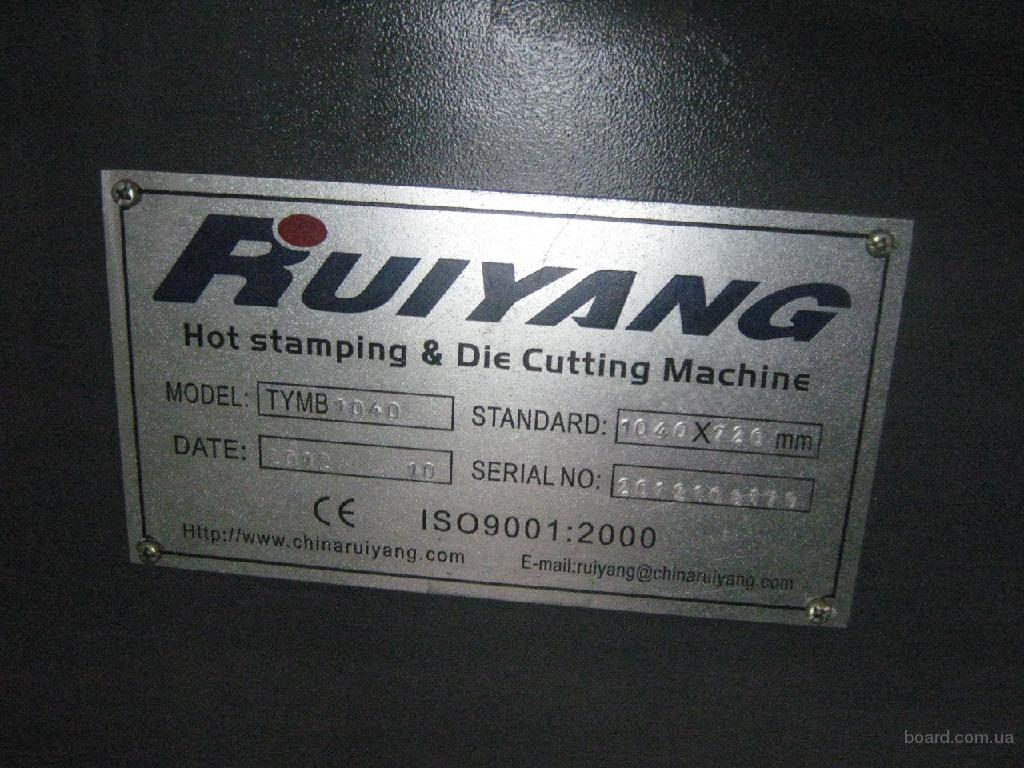 RUIYANG
Hot stamping & Die Cutting Machine
MODEL: TYMB1040
STANDARD: 1040X720 mm
DATE: 2012 10
SERIAL NO:
CE
ISO9001:2000
Http://www.chinaruiyang.com
E-mail:ruiyang@chinaruiyang.com
board.com.ua